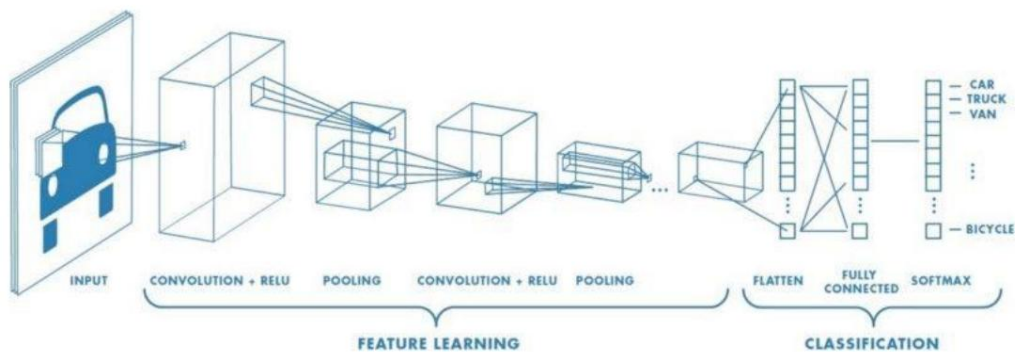 CAR
TRUCK
VAN
BICYCLE
INPUT
CONVOLUTION + RELU
POOLING
CONVOLUTION + RELU
POOLING
FLATTEN
FULLY
CONNECTED
SOFTMAX
FEATURE LEARNING
CLASSIFICATION